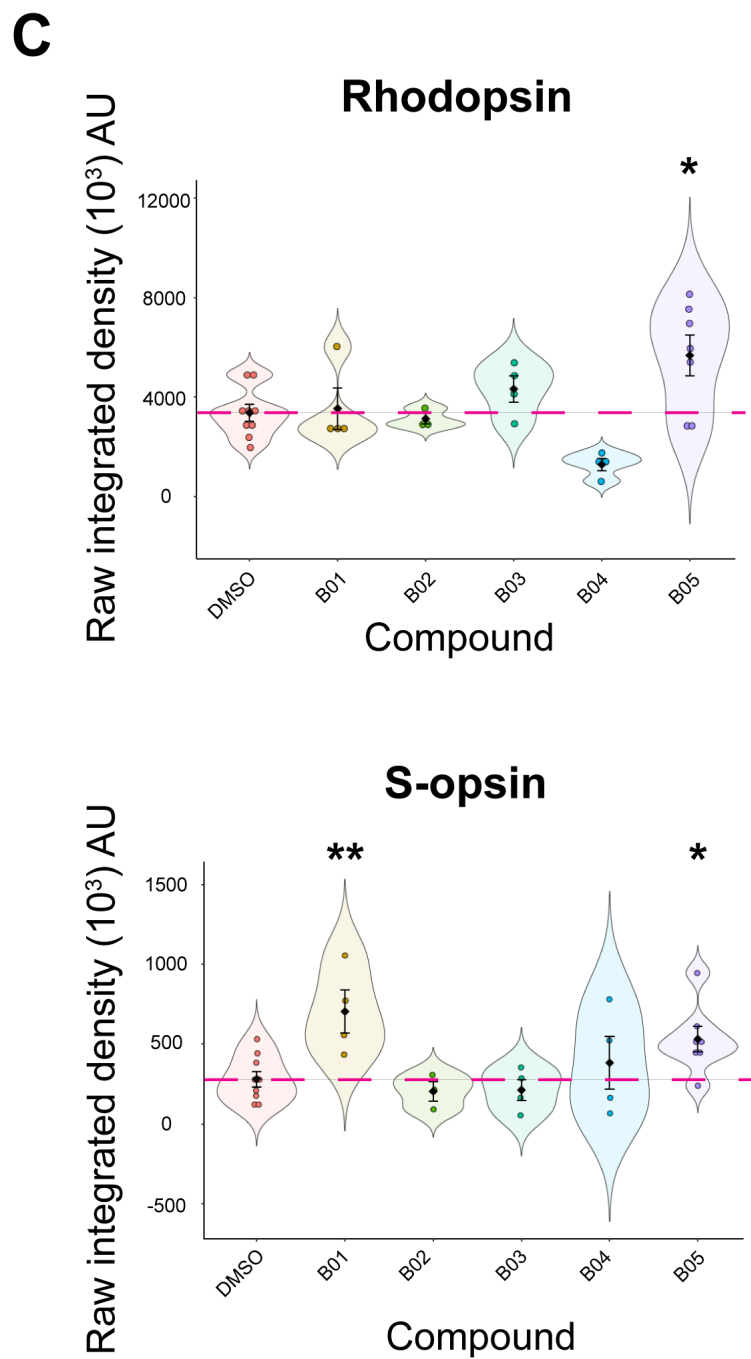 C
Rhodopsin
Raw integrated density (10³) AU
*
12000
8000
4000
0
DMSO
B01
B02
B03
B04
B05
Compound
S-opsin
Raw integrated density (10³) AU
**
*
1500
1000
500
0
-500
DMSO
B01
B02
B03
B04
B05
Compound